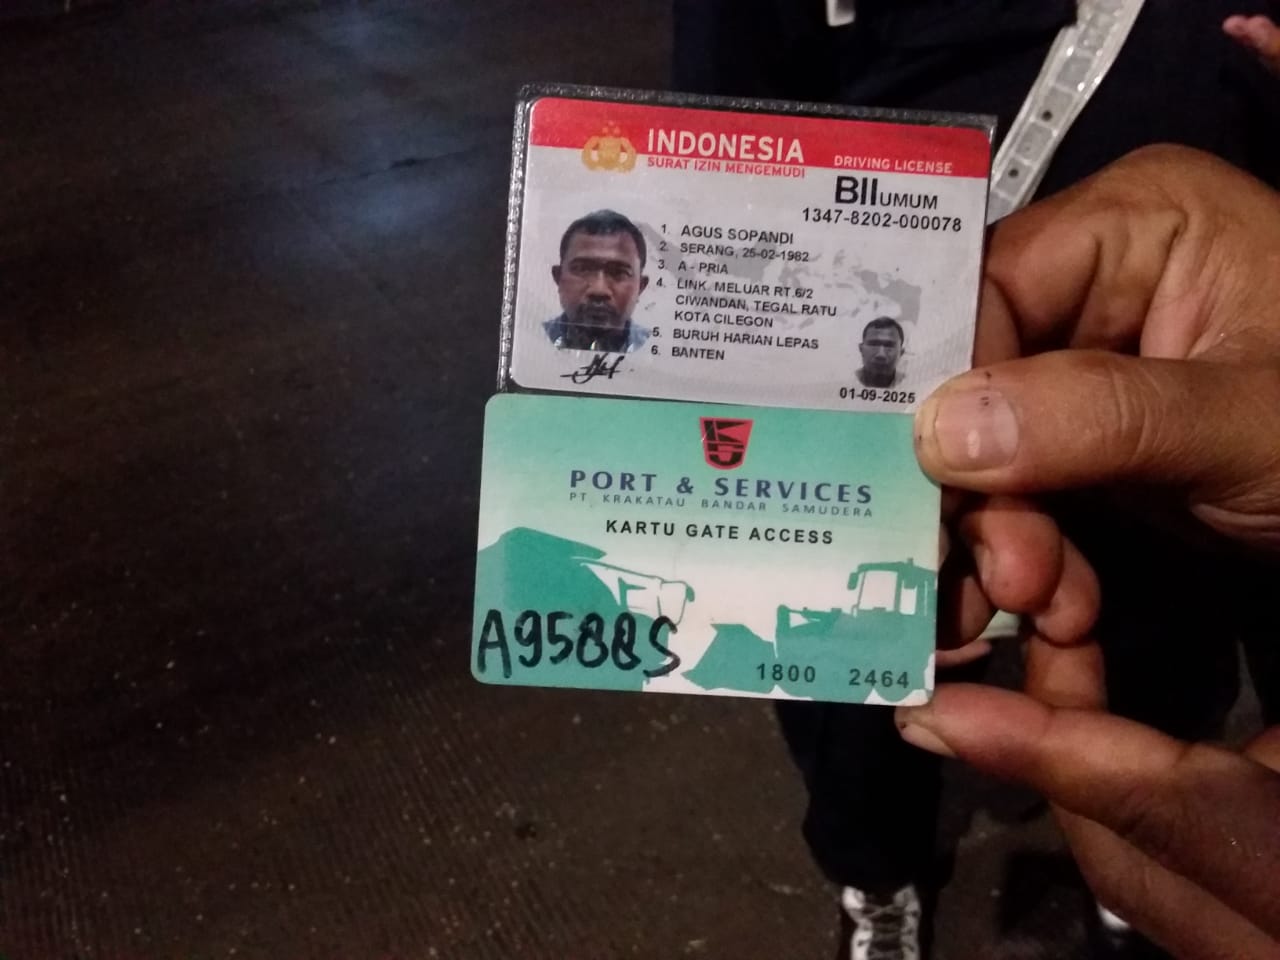 INDONESIA
SURAT IZIN MENGEMUDI
DRIVING LICENSE
BII UMUM
1347-8202-000078
1. AGUS SOPANDI
2. SERANG, 25-02-1982
3. A - PRIA
4. LINK. MELUAR RT.6/2
CIWANDAN, TEGAL RATU
KOTA CILEGON
5. BURUH HARIAN LEPAS
6. BANTEN
01-09-2025
PORT & SERVICES
PT. KRAKATAU BANDAR SAMUDERA
KARTU GATE ACCESS
A9588S
1800 2464